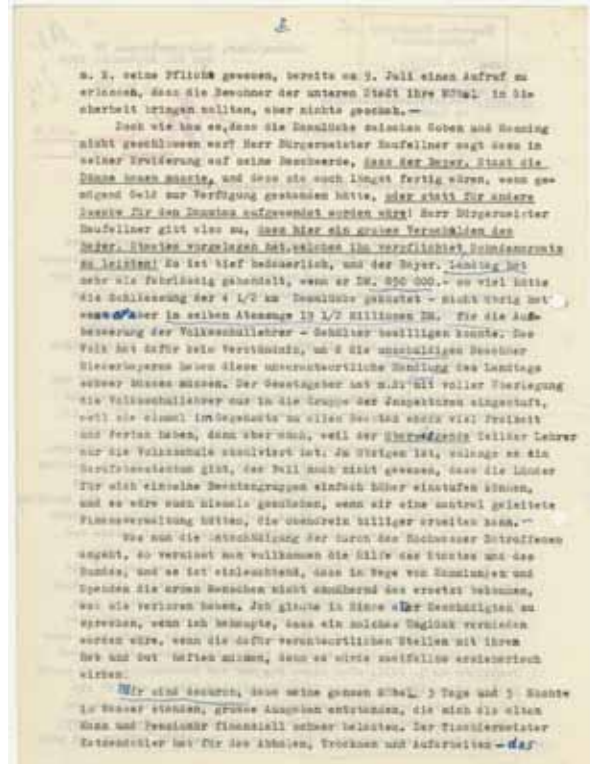 2.
m. E. seine Pflicht gewesen, bereits am 9. Juli einen Aufruf zu
erlassen, dass die Bewohner der unteren Stadt ihre Möbel in Si=
cherheit bringen sollten, aber nichts geschah.—
Doch wie kam es, dass die Dammlücke zwischen Goben und Henning
nicht geschlossen war? Herr Bürgermeister Haufellner sagt dazu in
seiner Erwiderung auf meine Beschwerde, dass der Bayer. Staat die
Dämme bauen musste, und dass sie auch längst fertig wären, wenn ge=
nügend Geld zur Verfügung gestanden hätte, oder statt für andere
Zwecke für den Dammbau aufgewendet worden wäre! Herr Bürgermeister
Haufellner gibt also zu, dass hier ein grobes Verschulden des
Bayer. Staates vorgelegen hat, welchen ihn verpflichtet Schadenersatz
zu leisten! Es ist tief bedauerlich, und der Bayer. Landtag hat
mehr als fahrlässig gehandelt, wenn er DM. 850 000.- so viel hätte
die Schliessung der 4 1/2 km Dammlücke gekostet - nicht übrig hat
aber in selben Atemzuge 19 1/2 Millionen DM. für die Auf=
besserung der Volksschullehrer - Gehälter bewilligen konnte. Das
Volk hat dafür kein Verständnis, und die unschuldigen Bewohner
Niederbayerns haben diese unverantwortliche Handlung des Landtags
schwer büssen müssen. Der Gesetzgeber hat m.E. mit voller Überlegung
die Volksschullehrer nur in die Gruppe der Inspektoren eingestuft,
weil sie einmal im Gegensatz zu allen Beamten enorm viel Freizeit
und Ferien haben, dann aber auch, weil der überwiegende Teil der Lehrer
nur die Volksschule absolviert ist. Im übrigen ist, solange es ein
Berufsbeamtentum gibt, der Fall noch nicht gewesen, dass die Länder
für sich einzelne Beamtengruppen einfach höher einstufen können,
und es wäre auch niemals geschehen, wenn wir eine zentral geleitete
Finanzverwaltung hätten, die obendrein billiger arbeiten kann.—
Was nun die Entschädigung der durch das Hochwasser Betroffenen
angeht, so vermisst man vollkommen die Hilfe des Staates und des
Bundes, und es ist einleuchtend, dass im Wege von Sammlungen und
Spenden die armen Menschen nicht annähernd das ersetzt bekommen,
was sie verloren haben. Ich glaube im Sinne aller Geschädigten zu
sprechen, wenn ich behaupte, dass ein solches Unglück vermieden
worden wäre, wenn die dafür verantwortlichen Stellen mit ihrem
Hab und Gut haften müssen, denn es würde zweifellos erzieherisch
wirken.
Mir sind dadurch, dass meine ganzen Möbel 3 Tage und 3 Nächte
im Wasser standen, grosse Ausgaben entstanden, die mich als alten
Mann und Pensionär finanziell schwer belasten. Der Tischlermeister
hat für das Abholen, Trocknen und Aufarbeiten — das